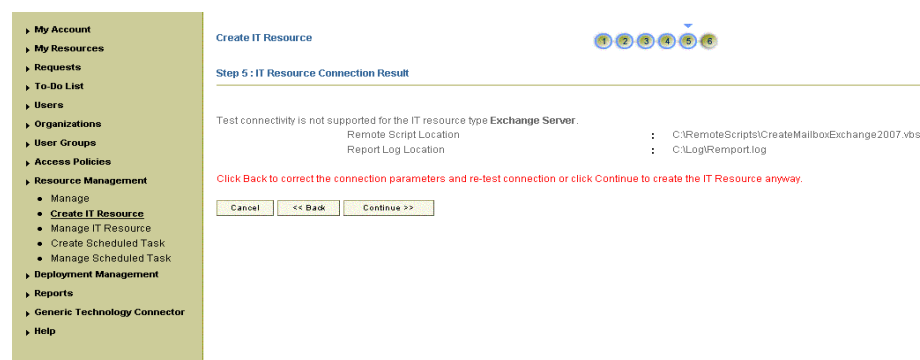 My Account
My Resources
Requests
To-Do List
Users
Organizations
User Groups
Access Policies
Resource Management
Manage
Create IT Resource
Manage IT Resource
Create Scheduled Task
Manage Scheduled Task
Deployment Management
Reports
Generic Technology Connector
Help
Create IT Resource
1 2 3 4 5 6
Step 5 : IT Resource Connection Result
Test connectivity is not supported for the IT resource type Exchange Server.
Remote Script Location : C:\RemoteScripts\CreateMailboxExchange2007.vbs
Report Log Location : C:\Log\Remport.log
Click Back to correct the connection parameters and re-test connection or click Continue to create the IT Resource anyway.
Cancel << Back Continue >>